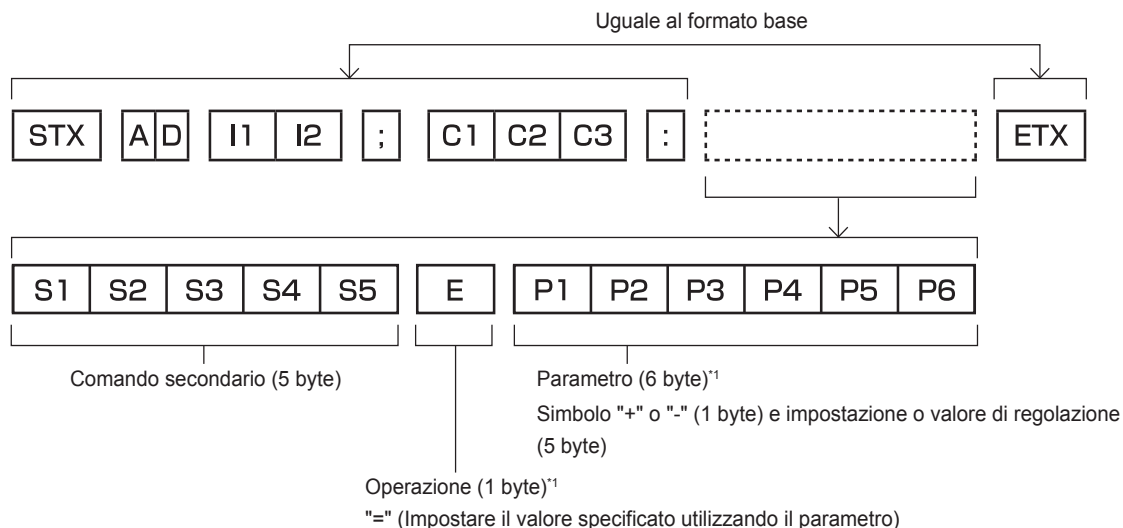 Uguale al formato base
STX A D I1 I2 ; C1 C2 C3 : ETX
S1 S2 S3 S4 S5 E P1 P2 P3 P4 P5 P6
Comando secondario (5 byte)
Parametro (6 byte)*1
Simbolo "+" o "-" (1 byte) e impostazione o valore di regolazione
(5 byte)
Operazione (1 byte)*1
"=" (Impostare il valore specificato utilizzando il parametro)